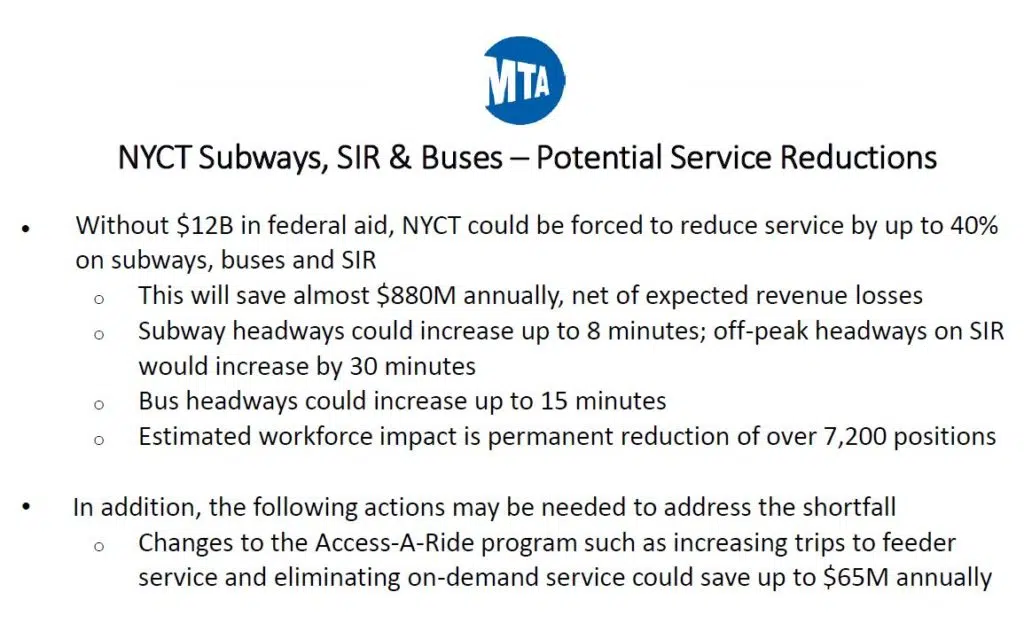 MTA
NYCT Subways, SIR & Buses – Potential Service Reductions
• Without $12B in federal aid, NYCT could be forced to reduce service by up to 40%
on subways, buses and SIR
o This will save almost $880M annually, net of expected revenue losses
o Subway headways could increase up to 8 minutes; off-peak headways on SIR
would increase by 30 minutes
o Bus headways could increase up to 15 minutes
o Estimated workforce impact is permanent reduction of over 7,200 positions
• In addition, the following actions may be needed to address the shortfall
o Changes to the Access-A-Ride program such as increasing trips to feeder
service and eliminating on-demand service could save up to $65M annually